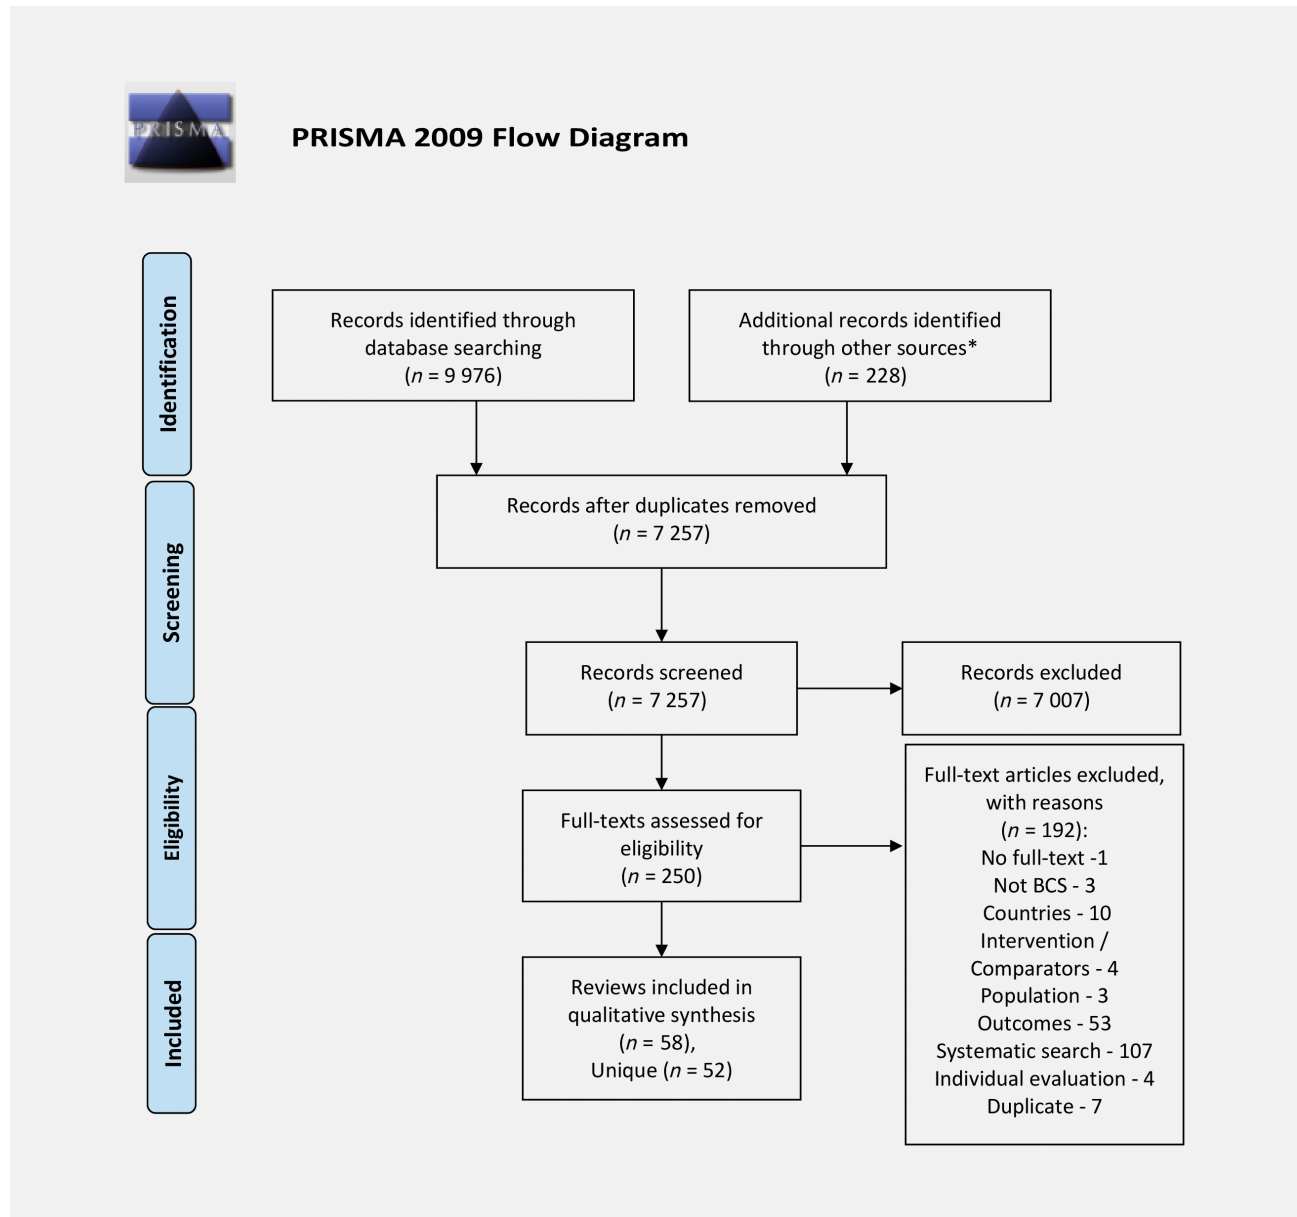 PRISMA
PRISMA 2009 Flow Diagram
Identification
Records identified through
database searching
(n = 9 976)
Additional records identified
through other sources*
(n = 228)
Records after duplicates removed
(n = 7 257)
Screening
Records screened
(n = 7 257)
Records excluded
(n = 7 007)
Eligibility
Full-texts assessed for
eligibility
(n = 250)
Full-text articles excluded,
with reasons
(n = 192):
No full-text -1
Not BCS - 3
Countries - 10
Intervention /
Comparators - 4
Population - 3
Outcomes - 53
Systematic search - 107
Individual evaluation - 4
Duplicate - 7
Included
Reviews included in
qualitative synthesis
(n = 58),
Unique (n = 52)